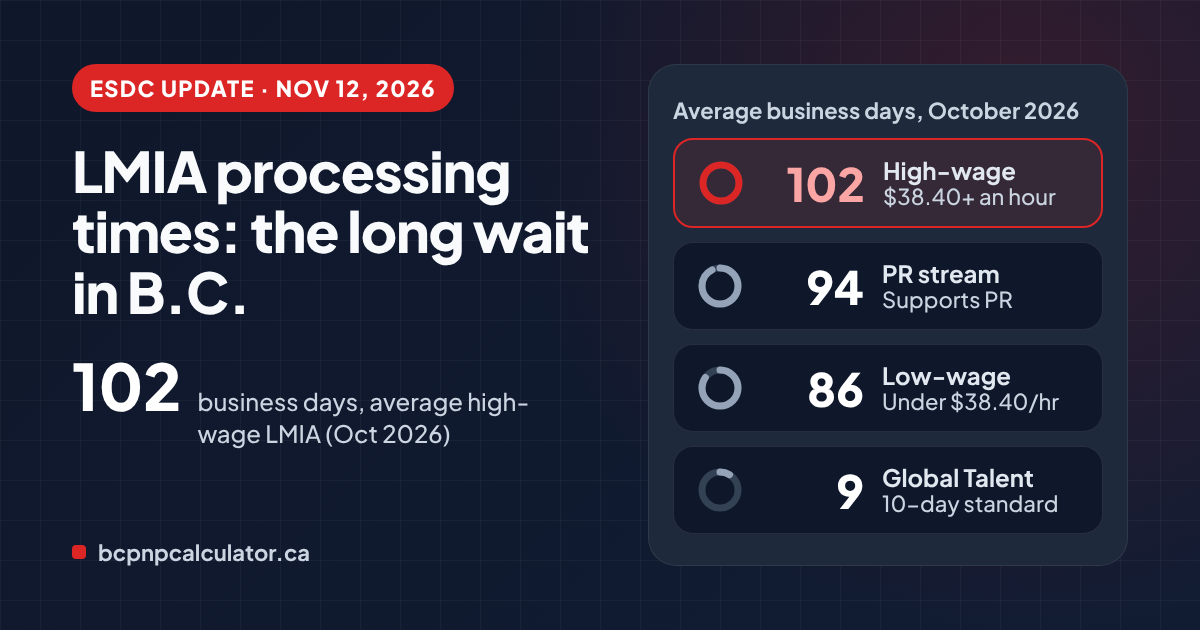 ESDC UPDATE · NOV 12, 2026
LMIA processing
times: the long wait
in B.C.
102
business days, average high-
wage LMIA (Oct 2026)
bcpnpcalculator.ca
Average business days, October 2026
102
High-wage
$38.40+ an hour
94
PR stream
Supports PR
86
Low-wage
Under $38.40/hr
9
Global Talent
10-day standard